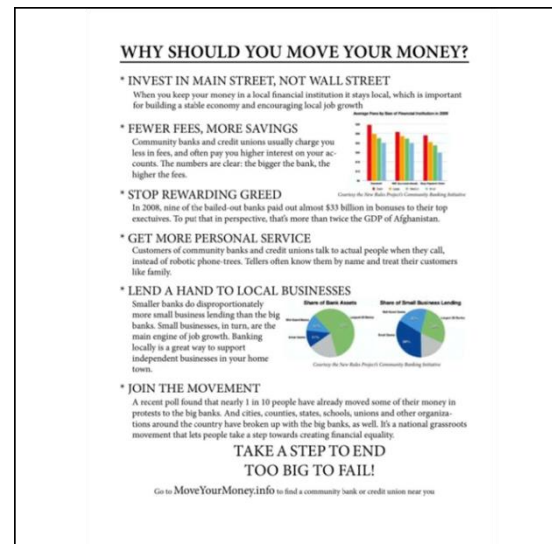 WHY SHOULD YOU MOVE YOUR MONEY?
* INVEST IN MAIN STREET, NOT WALL STREET
When you keep your money in a local financial institution it stays local, which is important
for building a stable economy and encouraging local job growth
Average Fees by Size of Financial Institution in 2009
* FEWER FEES, MORE SAVINGS
Community banks and credit unions usually charge you
less in fees, and often pay you higher interest on your ac-
counts. The numbers are clear: the bigger the bank, the
higher the fees.
Courtesy the New Rules Project's Community Banking Initiative
* STOP REWARDING GREED
In 2008, nine of the bailed-out banks paid out almost $33 billion in bonuses to their top
exectuives. To put that in perspective, that's more than twice the GDP of Afghanistan.
* GET MORE PERSONAL SERVICE
Customers of community banks and credit unions talk to actual people when they call,
instead of robotic phone-trees. Tellers often know them by name and treat their customers
like family.
* LEND A HAND TO LOCAL BUSINESSES
Smaller banks do disproportionately
more small business lending than the big
banks. Small businesses, in turn, are the
main engine of job growth. Banking
locally is a great way to support
independent businesses in your home
town.
Share of Bank Assets
Share of Small Business Lending
Courtesy the New Rules Project's Community Banking Initiative
* JOIN THE MOVEMENT
A recent poll found that nearly 1 in 10 people have already moved some of their money in
protests to the big banks. And cities, counties, states, schools, unions and other organiza-
tions around the country have broken up with the big banks, as well. It's a national grassroots
movement that lets people take a step towards creating financial equality.
TAKE A STEP TO END
TOO BIG TO FAIL!
Go to MoveYourMoney.info to find a community bank or credit union near you